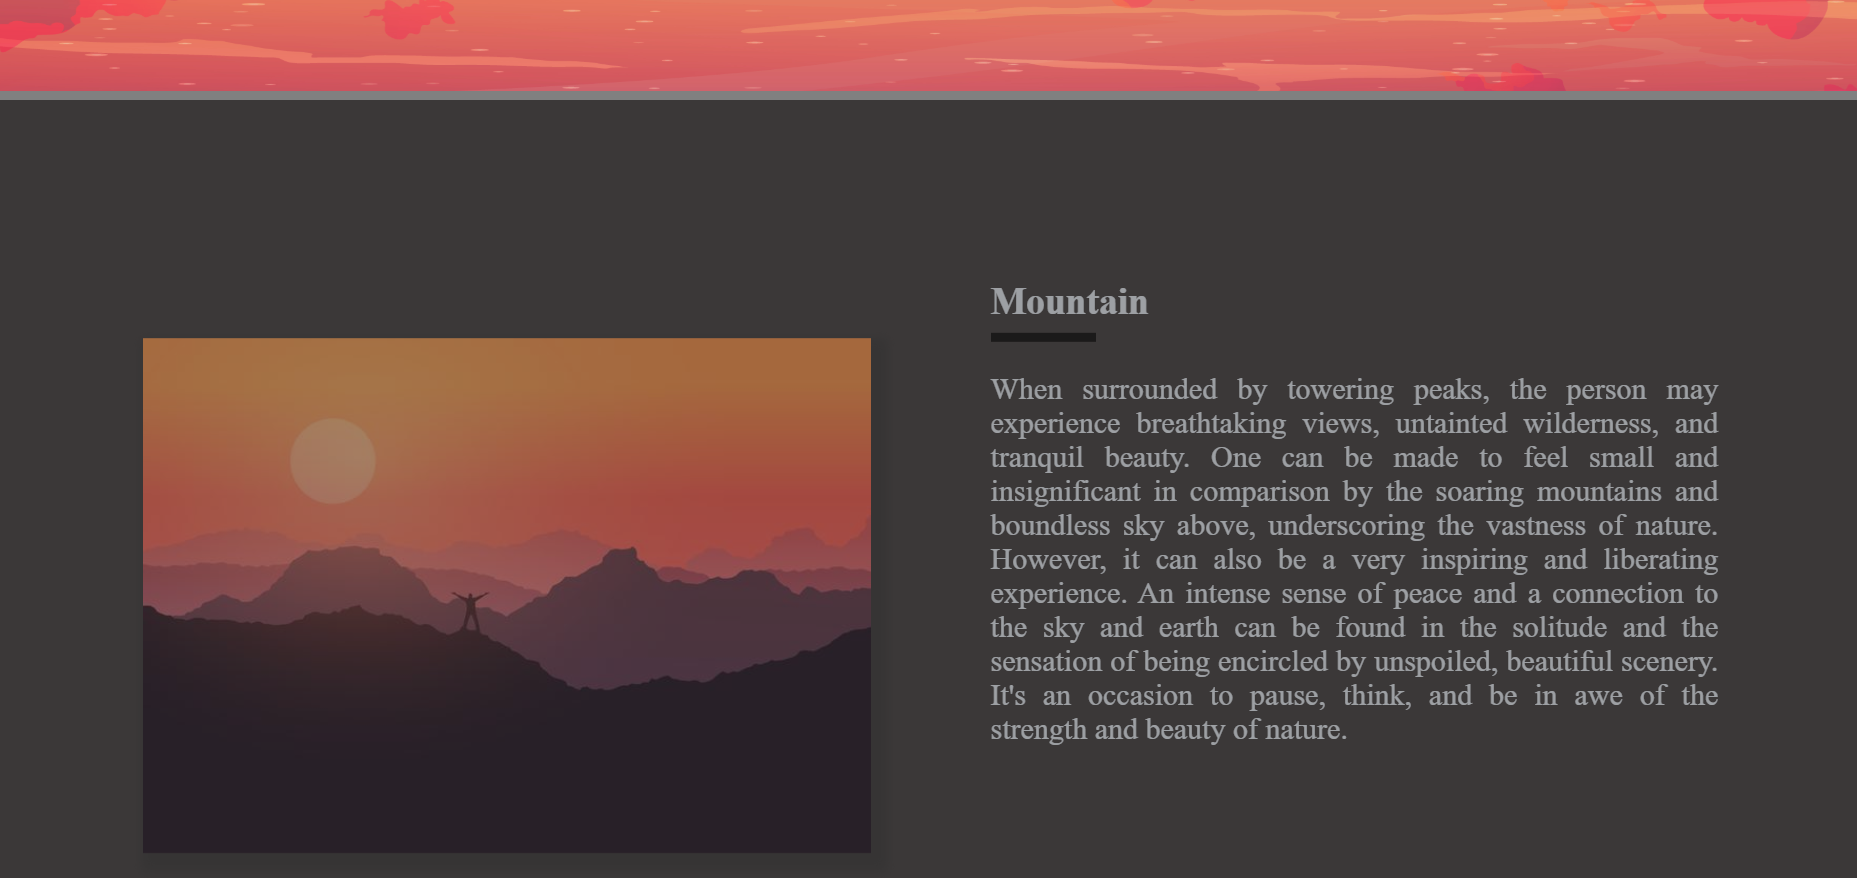 Mountain
When surrounded by towering peaks, the person may
experience breathtaking views, untainted wilderness, and
tranquil beauty. One can be made to feel small and
insignificant in comparison by the soaring mountains and
boundless sky above, underscoring the vastness of nature.
However, it can also be a very inspiring and liberating
experience. An intense sense of peace and a connection to
the sky and earth can be found in the solitude and the
sensation of being encircled by unspoiled, beautiful scenery.
It's an occasion to pause, think, and be in awe of the
strength and beauty of nature.